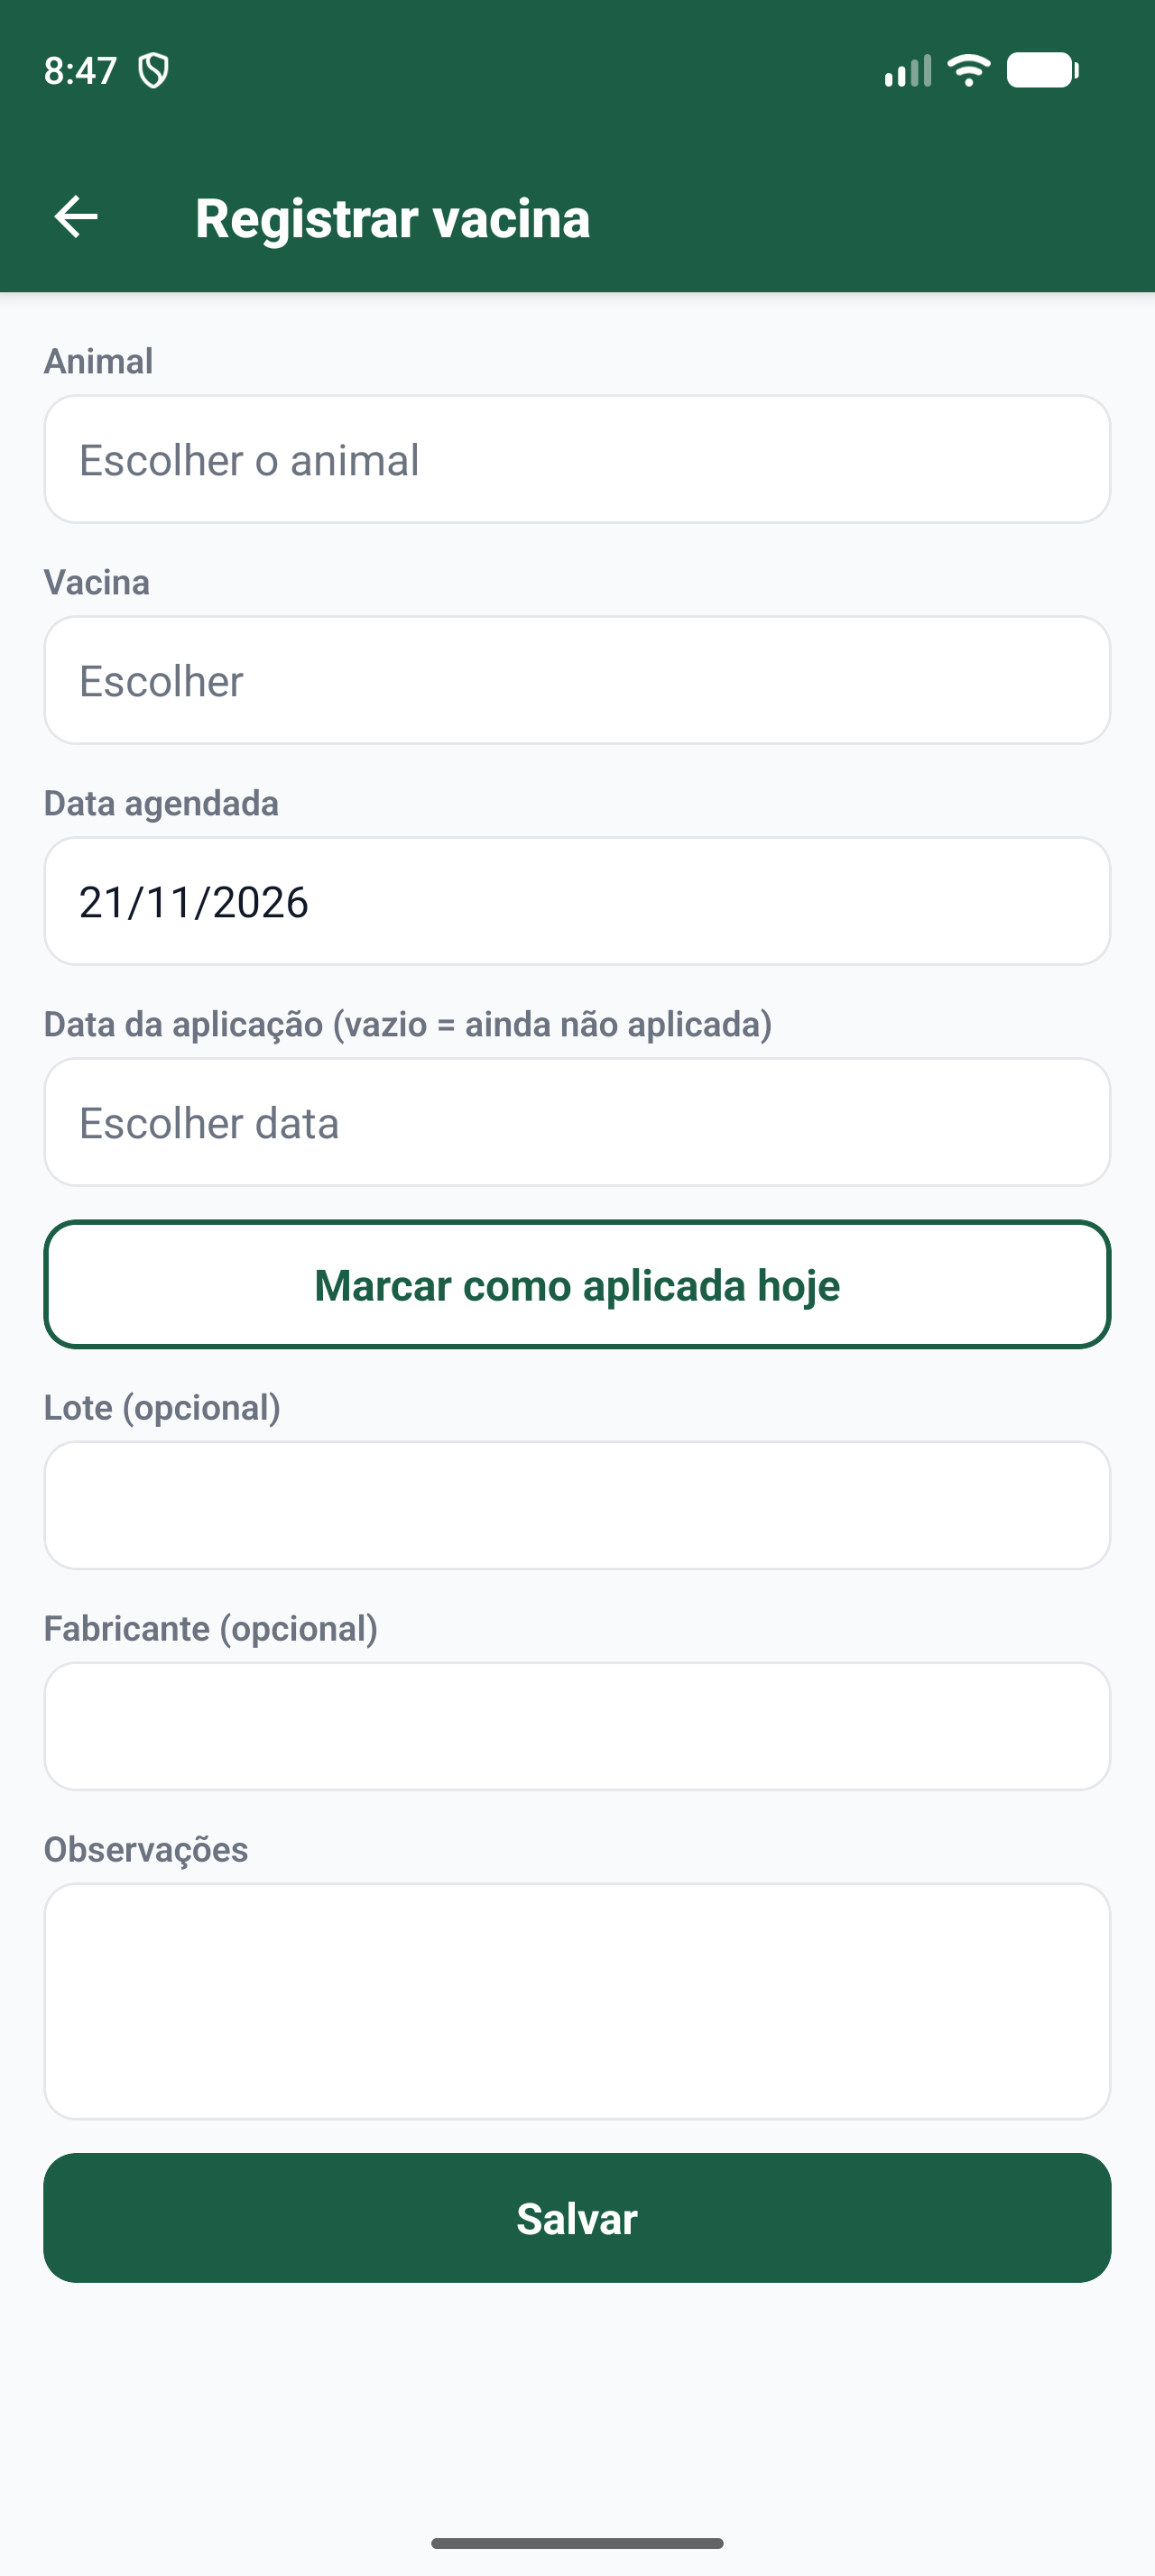 8:47
Registrar vacina
Animal
Escolher o animal
Vacina
Escolher
Data agendada
21/11/2026
Data da aplicação (vazio = ainda não aplicada)
Escolher data
Marcar como aplicada hoje
Lote (opcional)
Fabricante (opcional)
Observações
Salvar